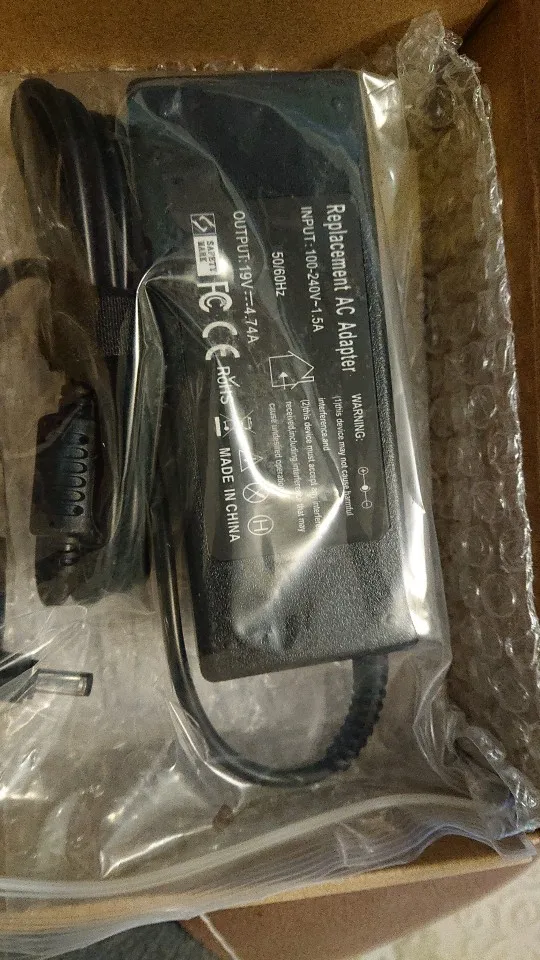 Replacement AC Adapter
INPUT: 100-240V~1.5A
50/60Hz
OUTPUT: 19V⎓4.74A
SAFETY
MARK
FC CE ROHS
MADE IN CHINA
WARNING:
(1)this device may not cause harmful
interference,and
(2)this device must accept any interference
received,including interference that may
cause undesired operation
H